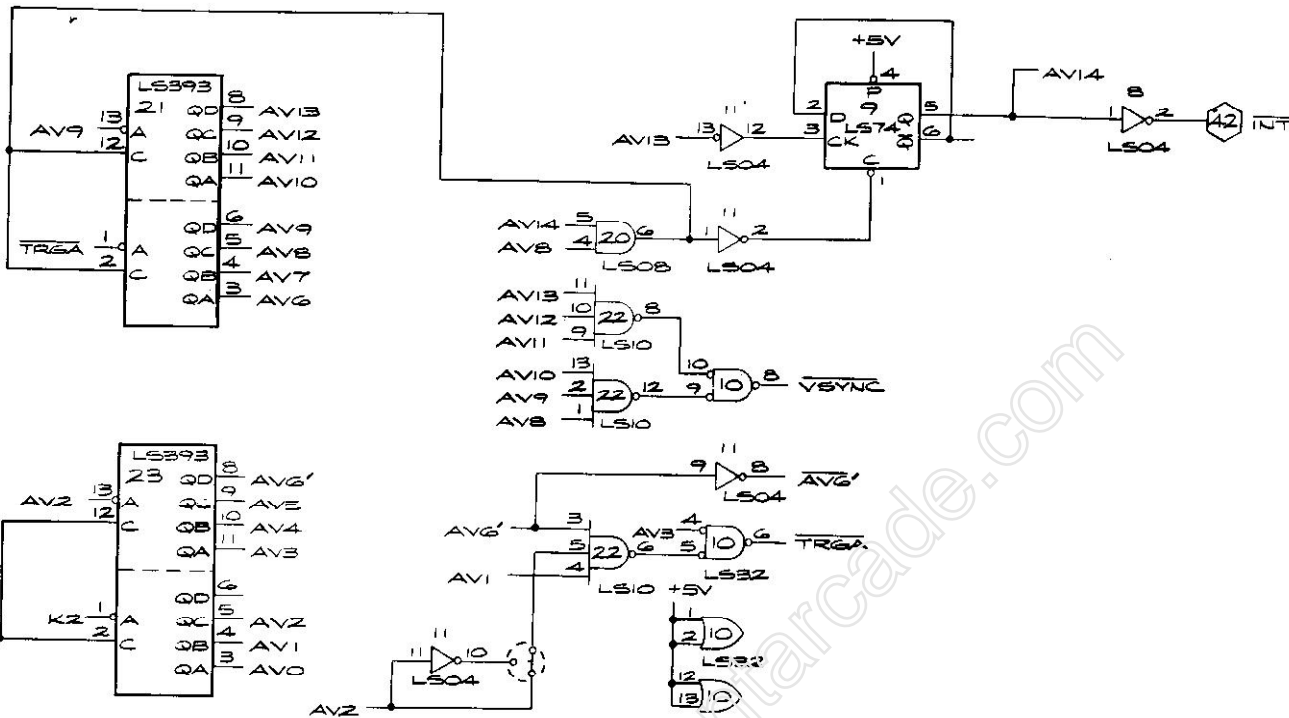 LS393
21
13
AV9
A
12
C
QD 8 AV13
QC 9 AV12
QB 10 AV11
QA 11 AV10
QD 6 AV9
TRGA 1 A
QC 5 AV8
2 C
QB 4 AV7
QA 3 AV6
+5V
4
P
2 D
9
LS74
Q 5
Q 6
3 CK
C
1
AV13 13
11
12
LS04
AV14
8
1
2
LS04
42
INT
AV14 5
AV8 4
20
6
LS08
11
1
2
LS04
AV13 11
AV12 10
AV11 9
22
8
LS10
AV10 13
AV9 2
AV8 1
22
12
LS10
10
9
10
8
VSYNC
LS393
23
AV2 13 A
12 C
QD 8 AV6'
QC 9 AV5
QB 10 AV4
QA 11 AV3
QD 6
K2 1 A
QC 5 AV2
2 C
QB 4 AV1
QA 3 AV0
11
9
8
AV6'
LS04
AV6' 3
5
AV1 4
22
6
LS10
AV3 4
5
10
6
TRGA
LS32
+5V
1
2
10
LS32
12
13
10
11
11
10
LS04
AV2
tarcade.com